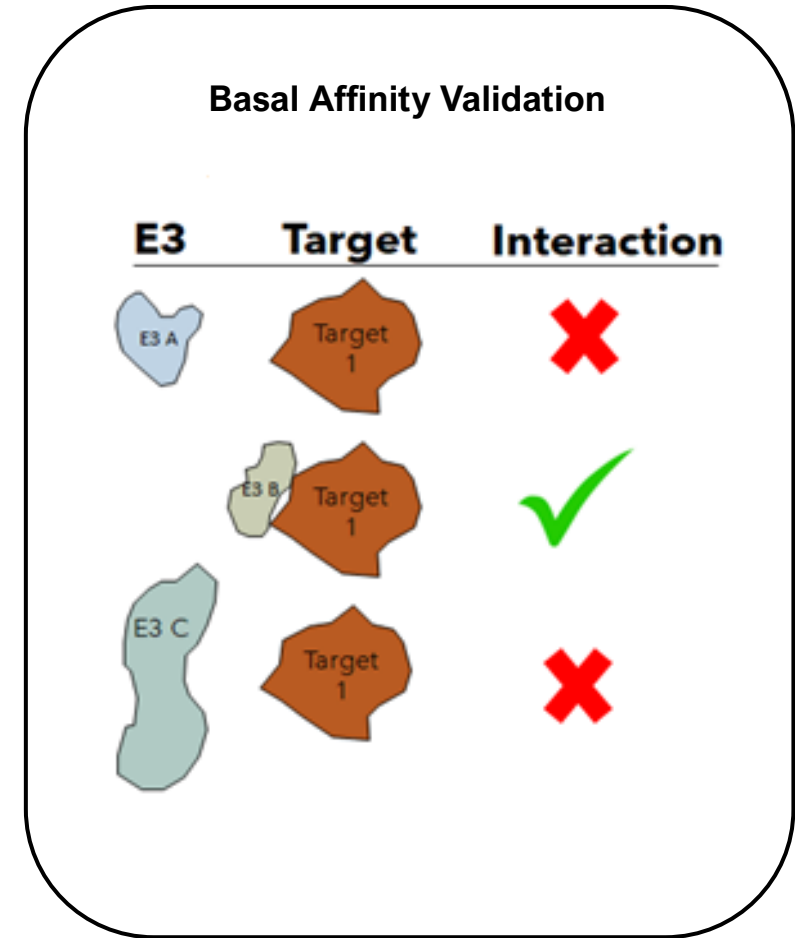 Basal Affinity Validation
E3 Target Interaction
E3 A
Target
1
E3 B
Target
1
E3 C
Target
1